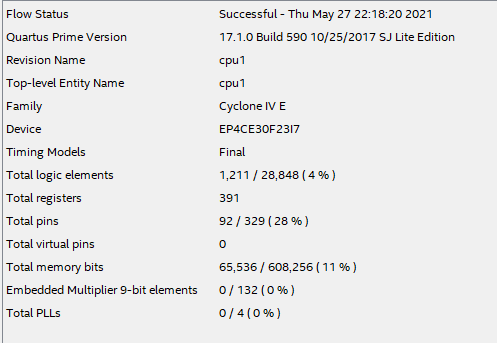 Flow Status Successful - Thu May 27 22:18:20 2021
Quartus Prime Version 17.1.0 Build 590 10/25/2017 SJ Lite Edition
Revision Name cpu1
Top-level Entity Name cpu1
Family Cyclone IV E
Device EP4CE30F23I7
Timing Models Final
Total logic elements 1,211 / 28,848 ( 4 % )
Total registers 391
Total pins 92 / 329 ( 28 % )
Total virtual pins 0
Total memory bits 65,536 / 608,256 ( 11 % )
Embedded Multiplier 9-bit elements 0 / 132 ( 0 % )
Total PLLs 0 / 4 ( 0 % )